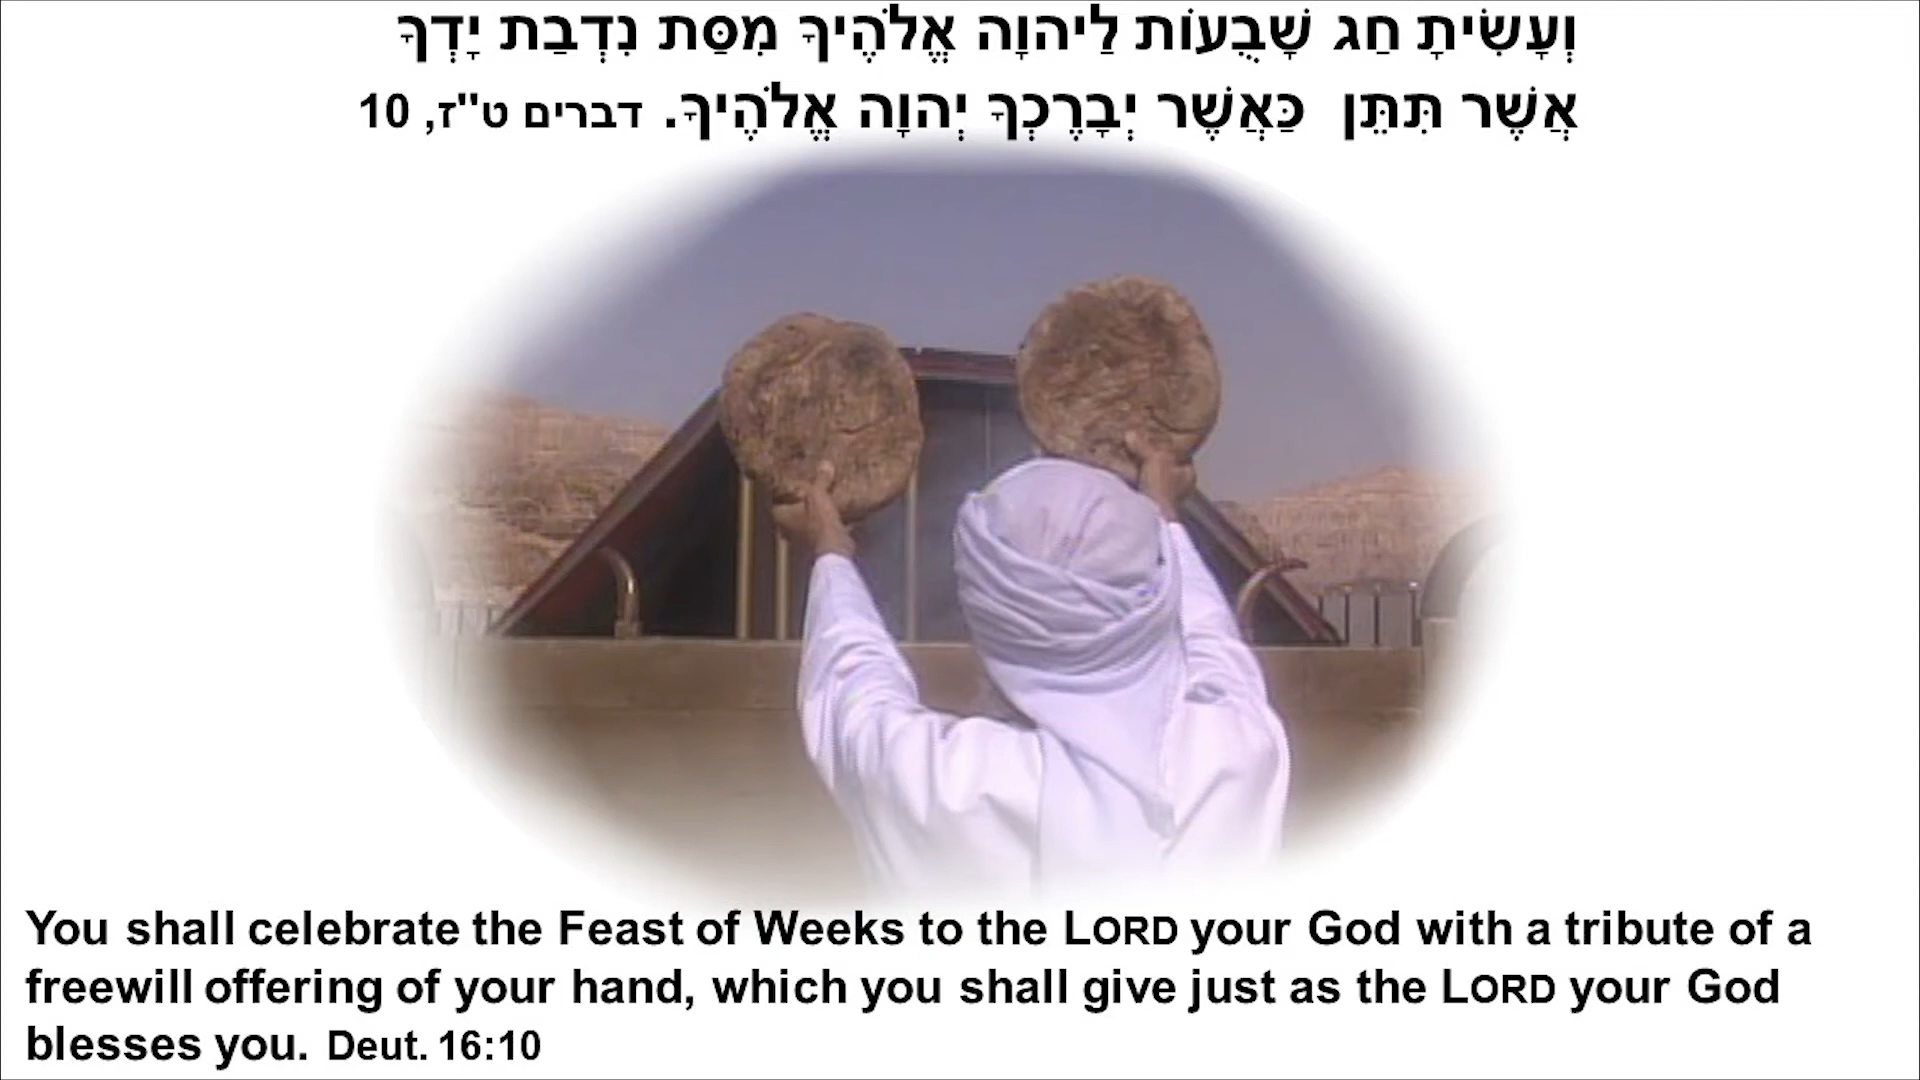 וְעָשִׂיתָ חַג שָׁבֻעוֹת לַיהוָה אֱלֹהֶיךָ מִסַּת נִדְבַת יָדְךָ
אֲשֶׁר תִּתֵּן כַּאֲשֶׁר יְבָרֶכְךָ יְהוָה אֱלֹהֶיךָ. דברים ט''ז, 10
You shall celebrate the Feast of Weeks to the LORD your God with a tribute of a
freewill offering of your hand, which you shall give just as the LORD your God
blesses you. Deut. 16:10